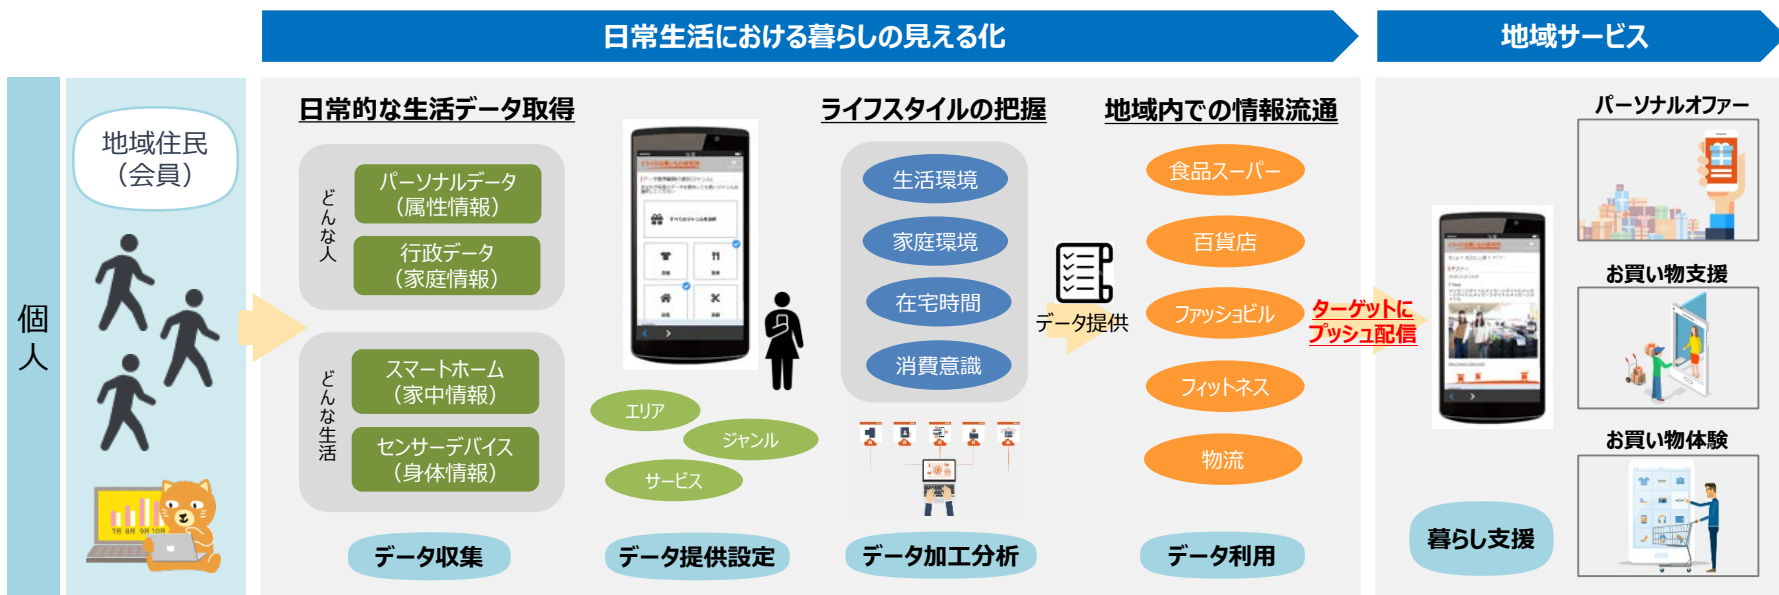 日常生活における暮らしの見える化
地域サービス
個人
地域住民
（会員）
日常的な生活データ取得
どんな人
パーソナルデータ
（属性情報）
行政データ
（家庭情報）
どんな生活
スマートホーム
（家中情報）
センサーデバイス
（身体情報）
データ収集
すべてのジャンルを選択
エリア
ジャンル
サービス
データ提供設定
ライフスタイルの把握
生活環境
家庭環境
在宅時間
消費意識
データ加工分析
データ提供
地域内での情報流通
食品スーパー
百貨店
ファッショビル
フィットネス
物流
データ利用
ターゲットに
プッシュ配信
暮らし支援
パーソナルオファー
お買い物支援
お買い物体験
7月 8月 9月 10月